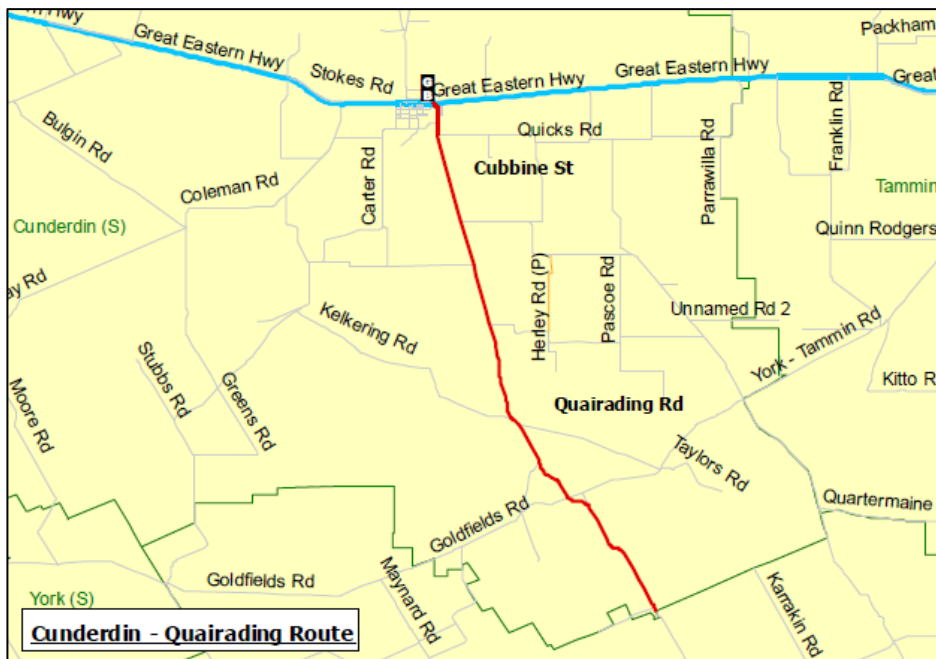 Hwy
Great Eastern Hwy
Stokes Rd
Great Eastern Hwy
Great Eastern Hwy
Packham
Great
Bulgin Rd
Quicks Rd
Franklin Rd
Parrawilla Rd
Carter Rd
Cubbine St
Coleman Rd
Tammin
Cunderdin (S)
Quinn Rodgers
ay Rd
Herley Rd (P)
Pascoe Rd
Unnamed Rd 2
Kelkering Rd
York - Tammin Rd
Stubbs Rd
Greens Rd
Moore Rd
Kitto R
Quairading Rd
Taylors Rd
Quartermaine
Goldfields Rd
Goldfields Rd
Maynard Rd
Karrakin Rd
York (S)
Cunderdin - Quairading Route